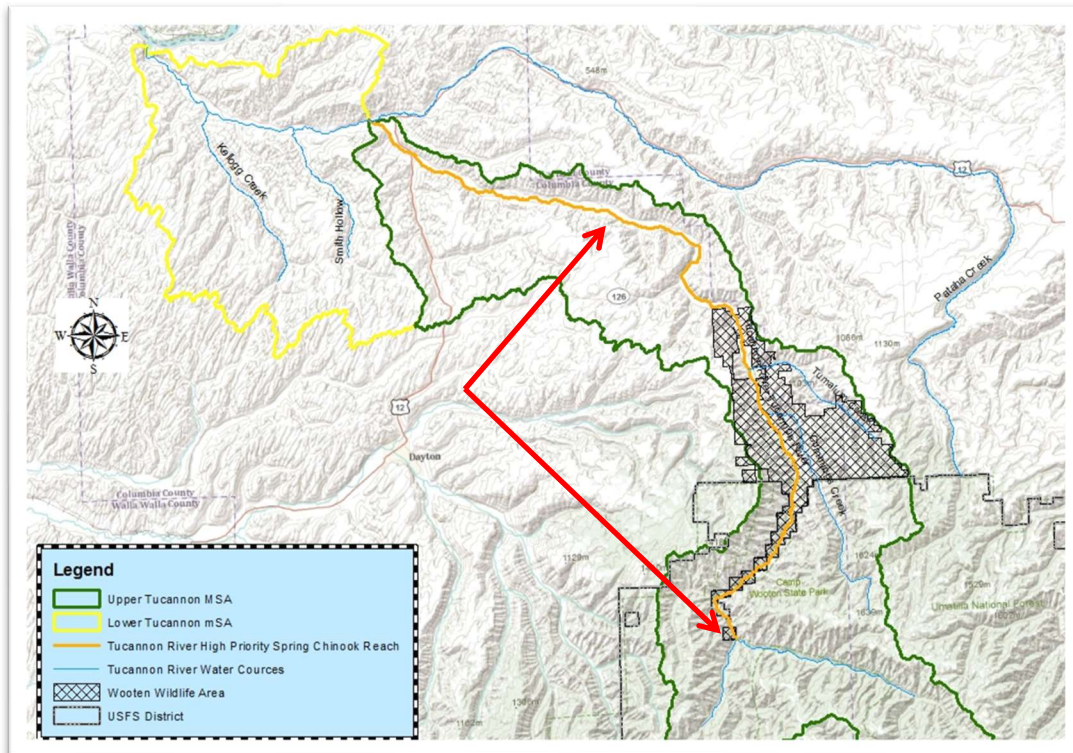 548m
12
Kellogg Creek
Smith Hollow
County
Columbia County
Walla Walla County
Columbia County
Pataha Creek
126
N
W E
S
1086m
1130m
Tumalum
12
Dayton
Creek
Columbia County
Walla Walla County
1129m
1624m
Camp
Wooten State Park
1529m
Umatilla National Forest
1162m
Legend
Upper Tucannon MSA
Lower Tucannon mSA
Tucannon River High Priority Spring Chinook Reach
Tucannon River Water Cources
Wooten Wildlife Area
USFS District